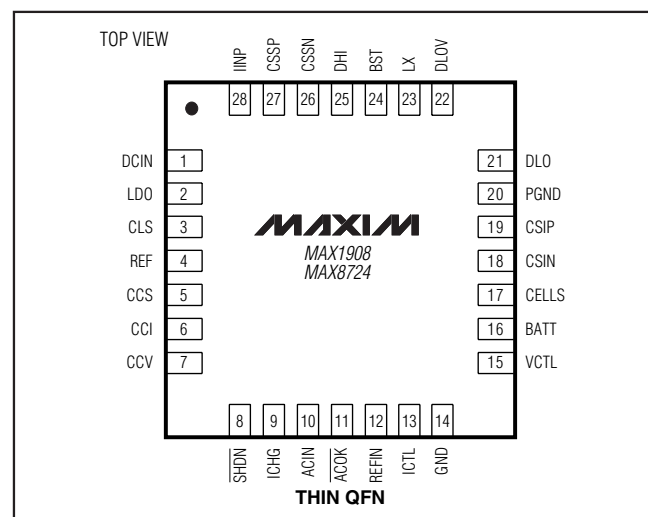 TOP VIEW
IINP
CSSP
CSSN
DHI
BST
LX
DLOV
28
27
26
25
24
23
22
DCIN 1
LDO 2
CLS 3
REF 4
CCS 5
CCI 6
CCV 7
MAXIM
MAX1908
MAX8724
21 DLO
20 PGND
19 CSIP
18 CSIN
17 CELLS
16 BATT
15 VCTL
8
9
10
11
12
13
14
SHDN
ICHG
ACIN
ACOK
REFIN
ICTL
GND
THIN QFN